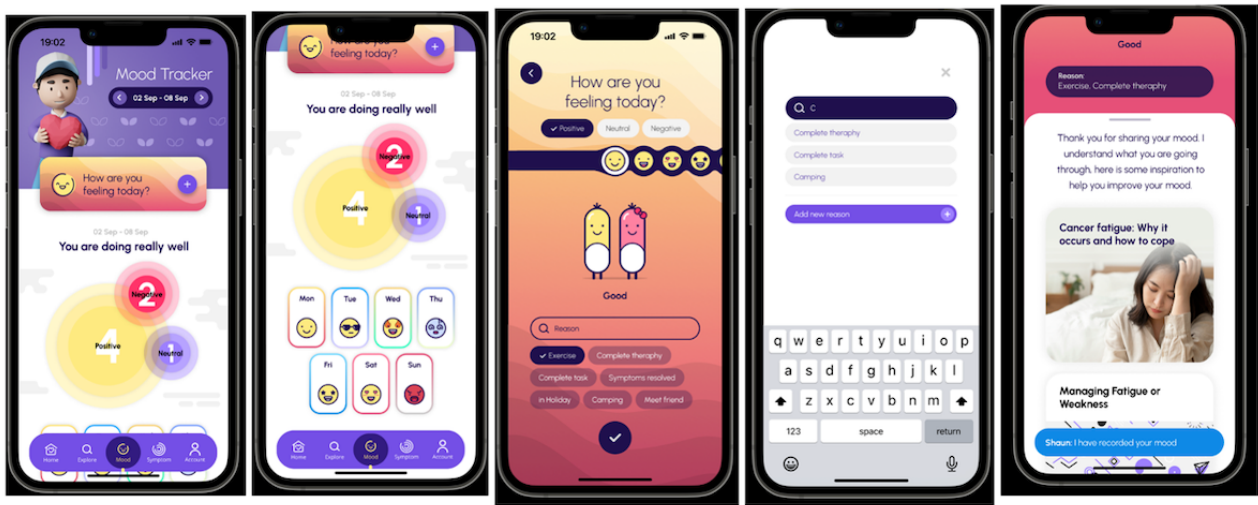 19:02
Mood Tracker
02 Sep - 08 Sep
How are you
feeling today?
02 Sep - 08 Sep
You are doing really well
2
Negative
4
Positive
1
Neutral
Home
Explore
Mood
Symptom
Account
How are you
feeling today?
02 Sep - 08 Sep
You are doing really well
2
Negative
4
Positive
1
Neutral
Mon
Tue
Wed
Thu
Fri
Sat
Sun
Home
Explore
Mood
Symptom
Account
19:02
How are you
feeling today?
Positive
Neutral
Negative
Good
Reason
Exercise
Complete theraphy
Complete task
Symptoms resolved
in Holiday
Camping
Meet friend
C
Complete theraphy
Complete task
Camping
Add new reason
q w e r t y u i o p
a s d f g h j k l
z x c v b n m
123
space
return
Good
Reason:
Exercise, Complete theraphy
Thank you for sharing your mood. I
understand what you are going
through, here is some inspiration to
help you improve your mood.
Cancer fatigue: Why it
occurs and how to cope
Managing Fatigue or
Weakness
Shaun: I have recorded your mood